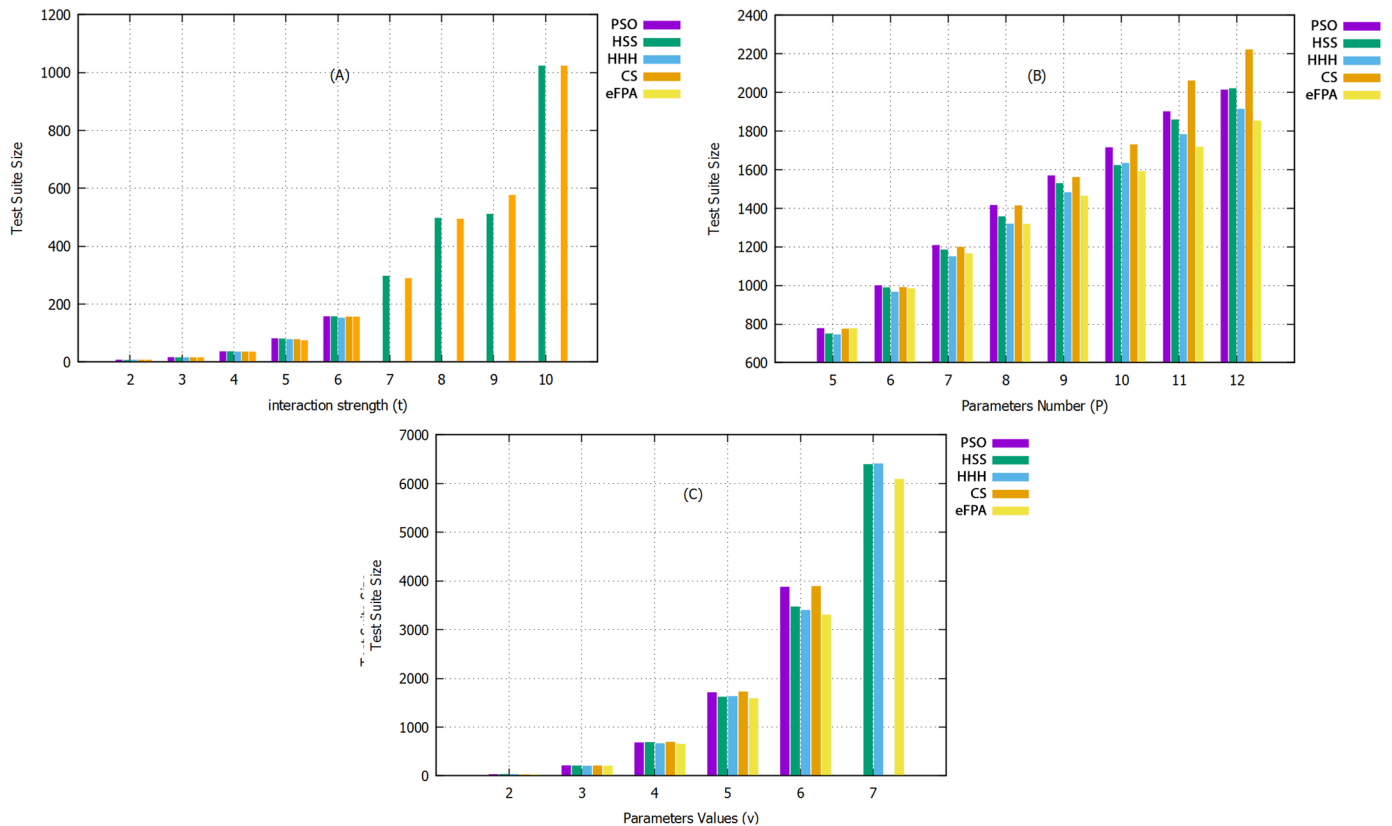 1200
1000
800
600
400
200
0
2 3 4 5 6 7 8 9 10
Test Suite Size
interaction strength (t)
(A)
PSO
HSS
HHH
CS
eFPA
2400
2200
2000
1800
1600
1400
1200
1000
800
600
5 6 7 8 9 10 11 12
Test Suite Size
Parameters Number (P)
(B)
PSO
HSS
HHH
CS
eFPA
7000
6000
5000
4000
3000
2000
1000
0
2 3 4 5 6 7
Test Suite Size
Parameters Values (v)
(C)
PSO
HSS
HHH
CS
eFPA